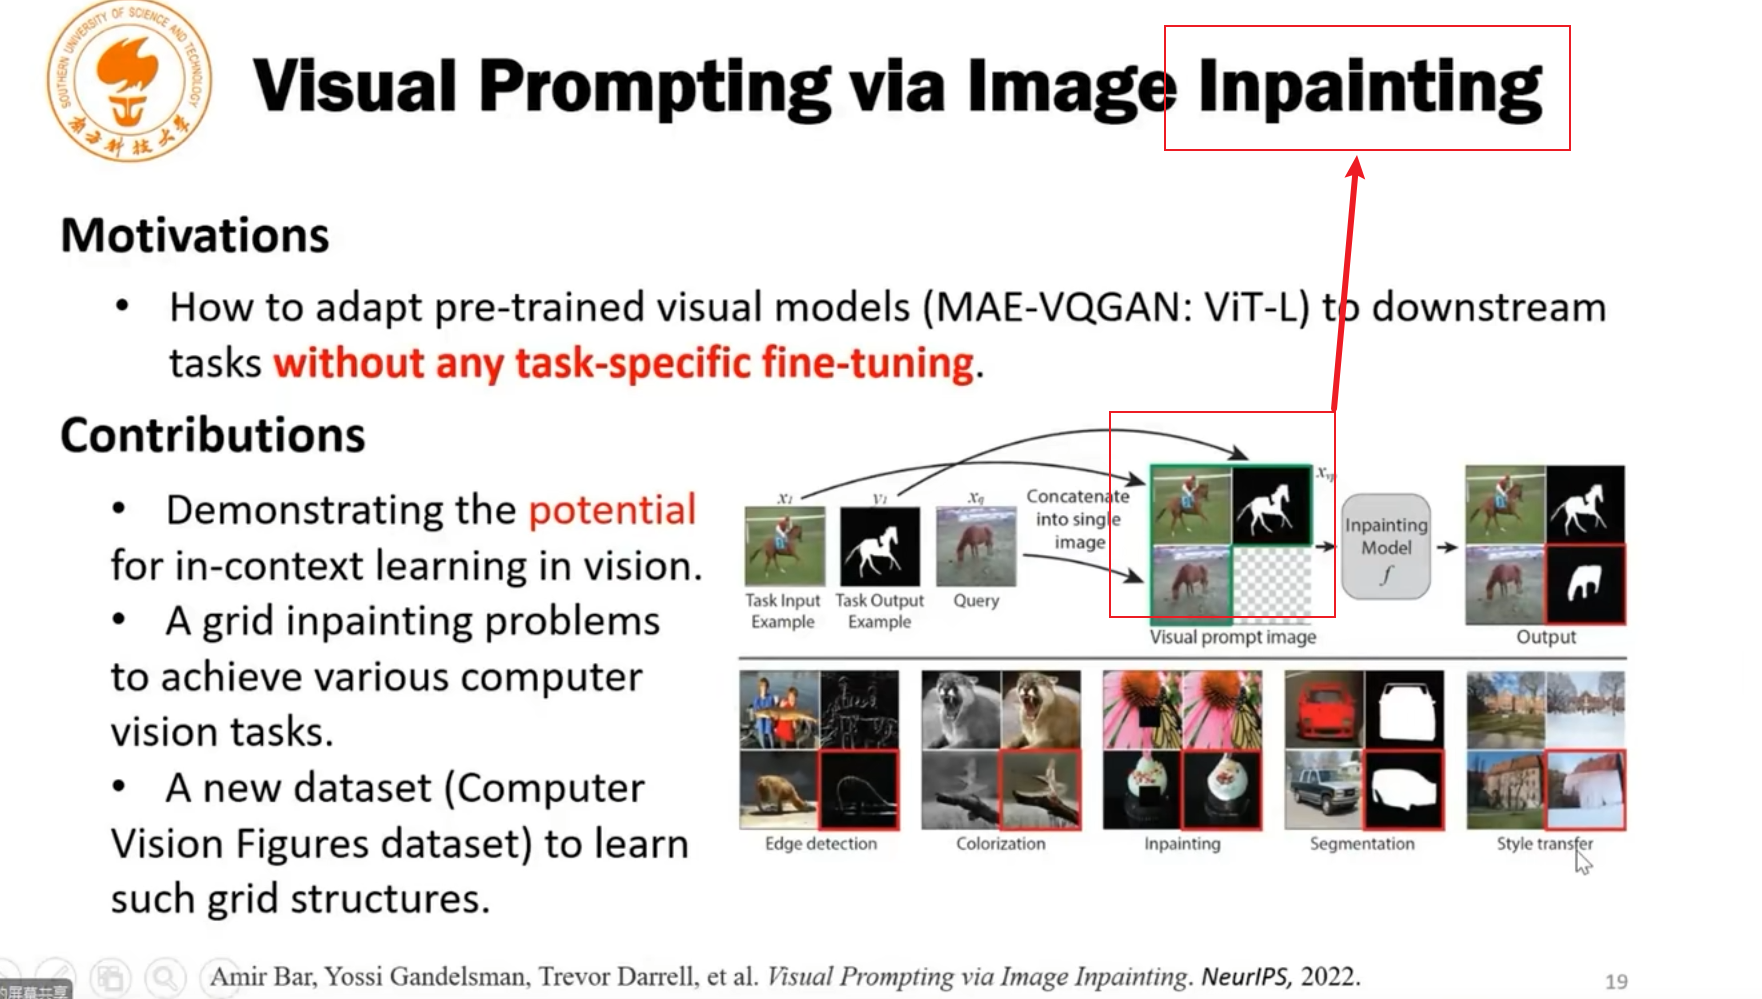 SOUTHERN UNIVERSITY OF SCIENCE AND TECHNOLOGY
南方科技大学
Visual Prompting via Image Inpainting
Motivations
• How to adapt pre-trained visual models (MAE-VQGAN: ViT-L) to downstream
tasks without any task-specific fine-tuning.
Contributions
• Demonstrating the potential
for in-context learning in vision.
• A grid inpainting problems
to achieve various computer
vision tasks.
• A new dataset (Computer
Vision Figures dataset) to learn
such grid structures.
x₁
y₁
x_q
Task Input
Example
Task Output
Example
Query
Concatenate
into single
image
x_vp
Visual prompt image
Inpainting
Model
f
Output
Edge detection
Colorization
Inpainting
Segmentation
Style transfer
Amir Bar, Yossi Gandelsman, Trevor Darrell, et al. Visual Prompting via Image Inpainting. NeurIPS, 2022.
19
的屏幕共享